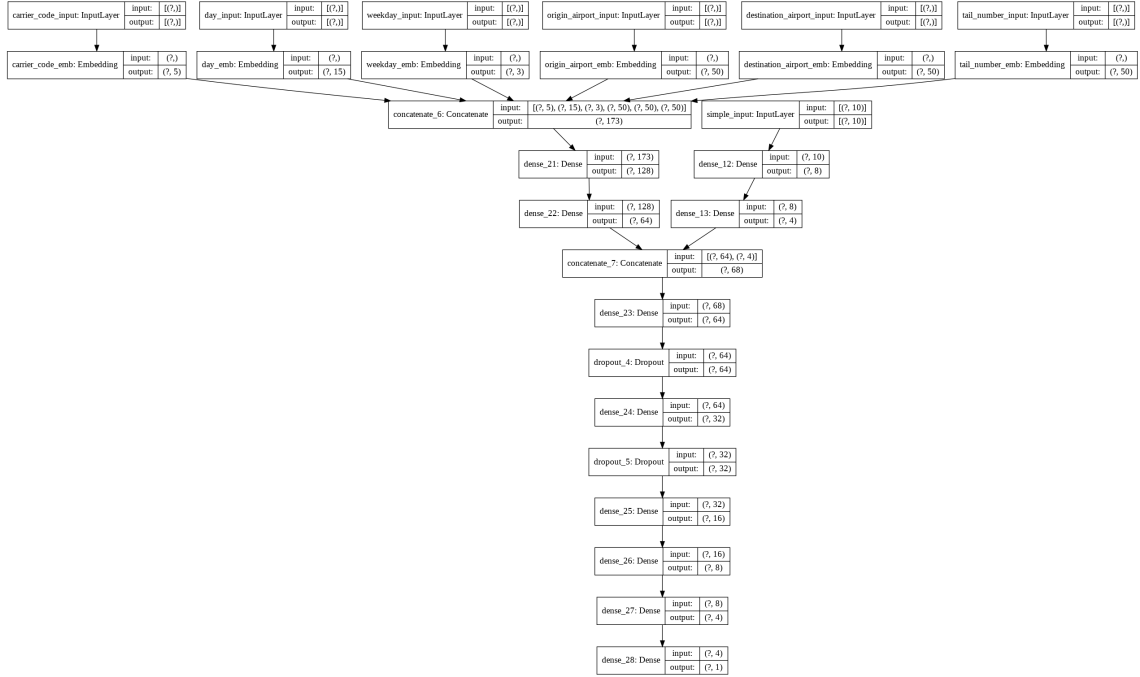 carrier_code_input: InputLayer input: [(?,)] output: [(?,)]
day_input: InputLayer input: [(?,)] output: [(?,)]
weekday_input: InputLayer input: [(?,)] output: [(?,)]
origin_airport_input: InputLayer input: [(?,)] output: [(?,)]
destination_airport_input: InputLayer input: [(?,)] output: [(?,)]
tail_number_input: InputLayer input: [(?,)] output: [(?,)]
carrier_code_emb: Embedding input: (?,) output: (?, 5)
day_emb: Embedding input: (?,) output: (?, 15)
weekday_emb: Embedding input: (?,) output: (?, 3)
origin_airport_emb: Embedding input: (?,) output: (?, 50)
destination_airport_emb: Embedding input: (?,) output: (?, 50)
tail_number_emb: Embedding input: (?,) output: (?, 50)
concatenate_6: Concatenate input: [(?, 5), (?, 15), (?, 3), (?, 50), (?, 50), (?, 50)] output: (?, 173)
simple_input: InputLayer input: [(?, 10)] output: [(?, 10)]
dense_21: Dense input: (?, 173) output: (?, 128)
dense_12: Dense input: (?, 10) output: (?, 8)
dense_22: Dense input: (?, 128) output: (?, 64)
dense_13: Dense input: (?, 8) output: (?, 4)
concatenate_7: Concatenate input: [(?, 64), (?, 4)] output: (?, 68)
dense_23: Dense input: (?, 68) output: (?, 64)
dropout_4: Dropout input: (?, 64) output: (?, 64)
dense_24: Dense input: (?, 64) output: (?, 32)
dropout_5: Dropout input: (?, 32) output: (?, 32)
dense_25: Dense input: (?, 32) output: (?, 16)
dense_26: Dense input: (?, 16) output: (?, 8)
dense_27: Dense input: (?, 8) output: (?, 4)
dense_28: Dense input: (?, 4) output: (?, 1)